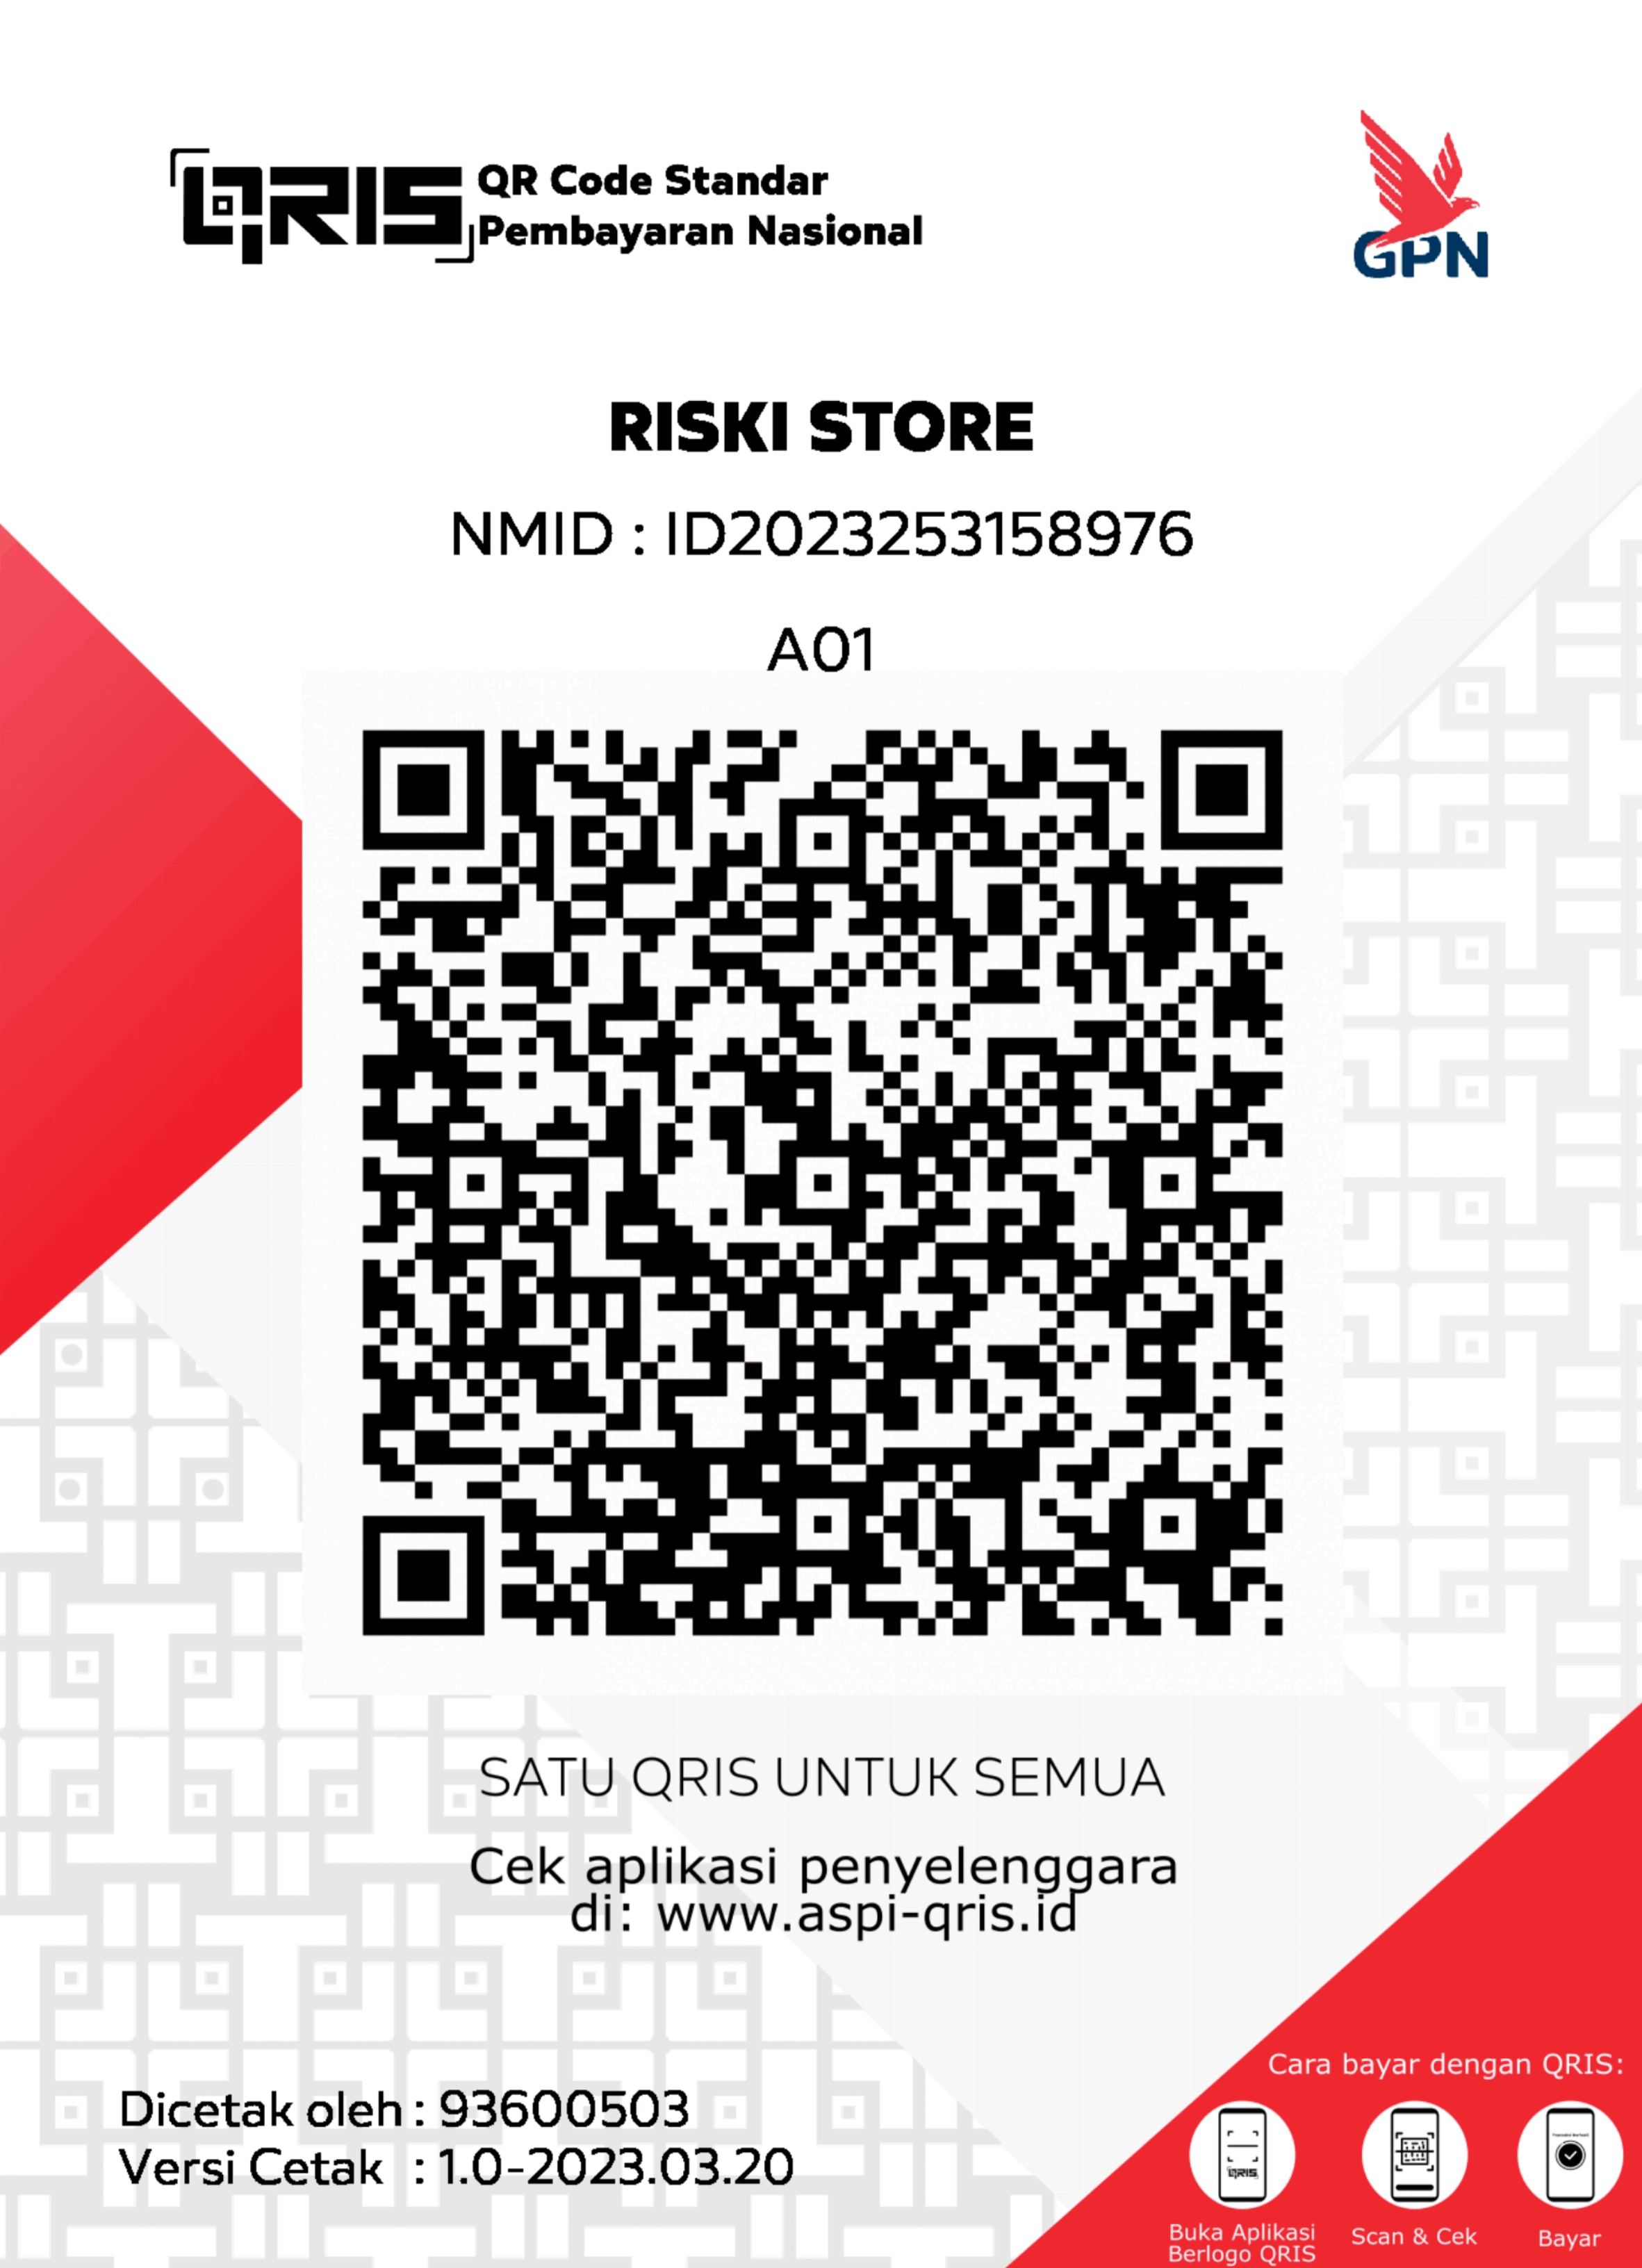 QRIS QR Code Standar
Pembayaran Nasional
GPN
RISKI STORE
NMID : ID2023253158976
A01
SATU QRIS UNTUK SEMUA
Cek aplikasi penyelenggara
di: www.aspi-qris.id
Dicetak oleh : 93600503
Versi Cetak : 1.0-2023.03.20
Cara bayar dengan QRIS:
QRIS
Buka Aplikasi
Berlogo QRIS
Scan & Cek
Bayar